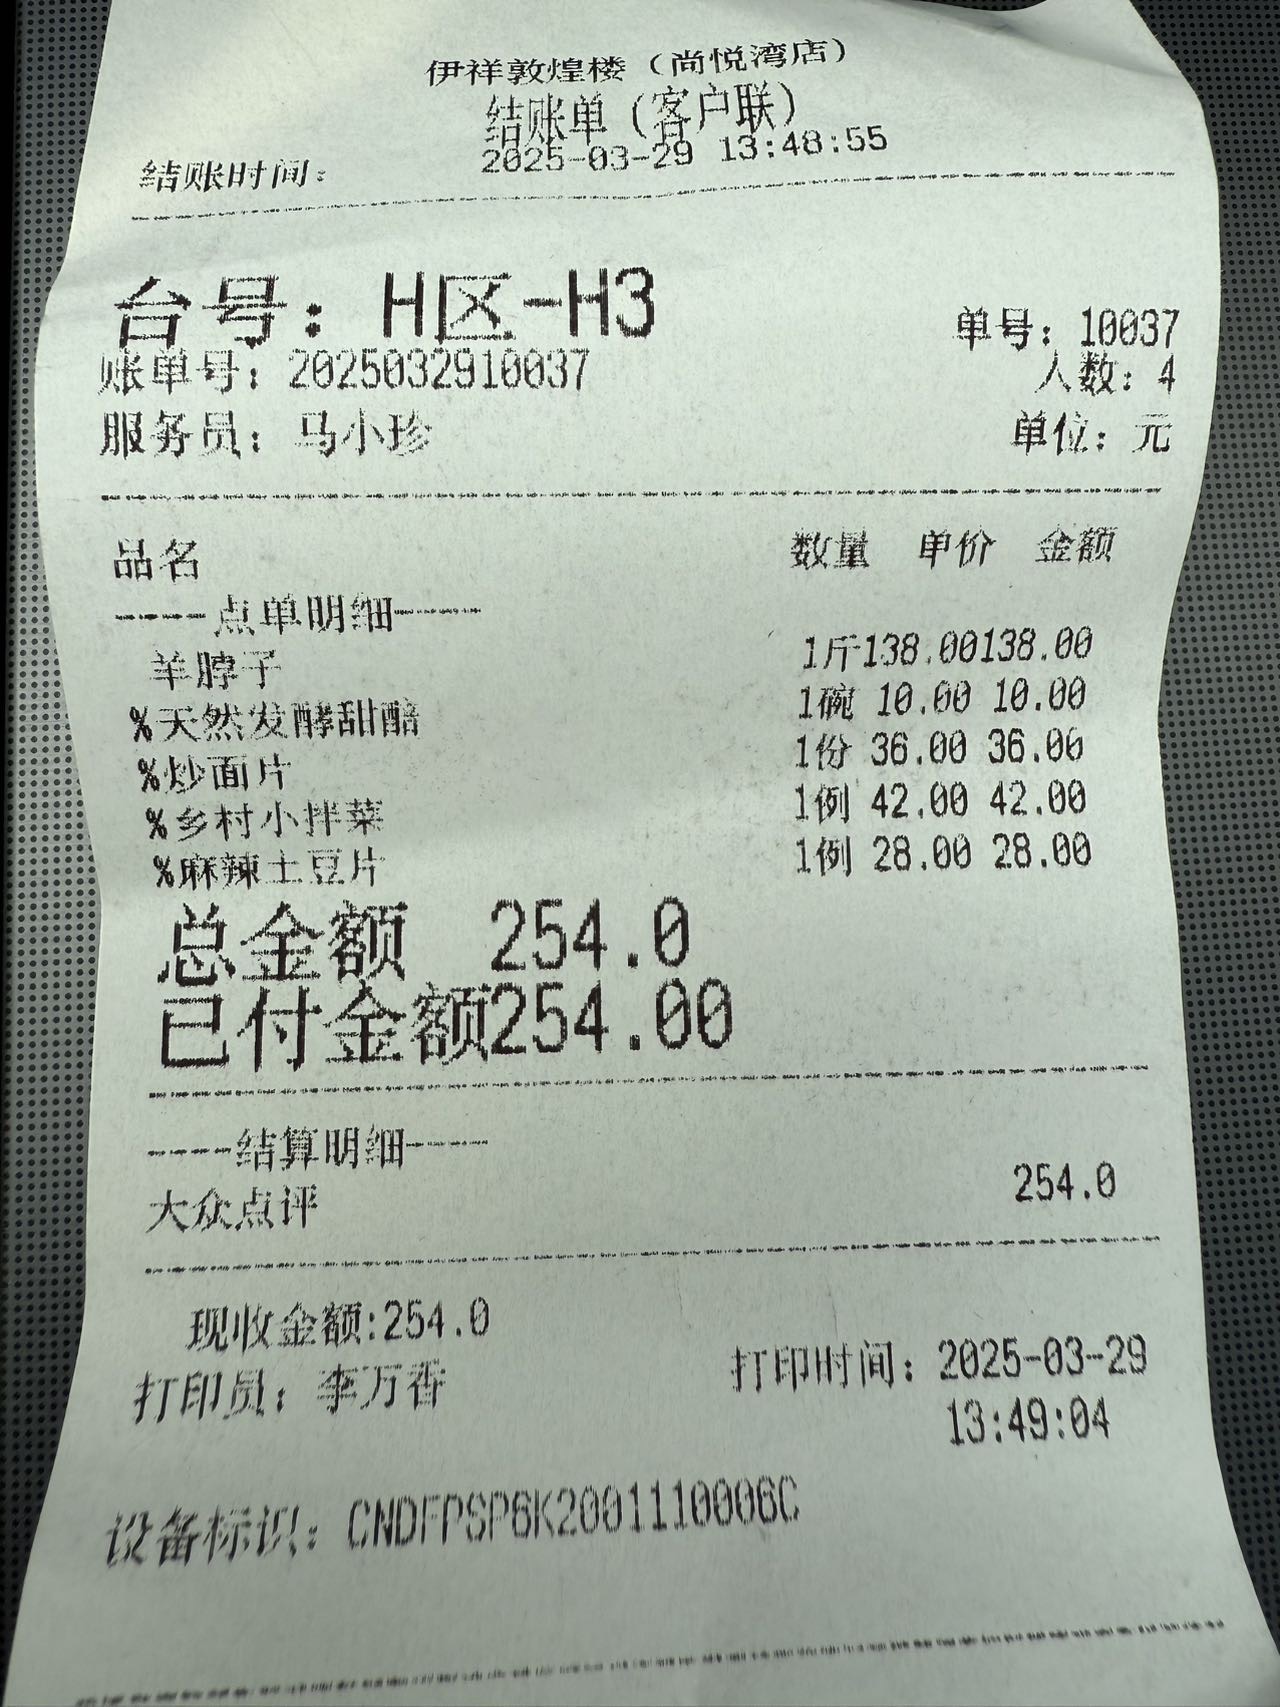 伊祥敦煌楼（尚悦湾店）
结账单（客户联）
结账时间： 2025-03-29 13:48:55
台号：H区-H3
单号：10037
账单号：2025032910037 人数：4
服务员：马小珍 单位：元
品名 数量 单价 金额
----点单明细------
羊脖子 1斤138.00138.00
%天然发酵甜醅 1碗 10.00 10.00
%炒面片 1份 36.00 36.00
%乡村小拌菜 1例 42.00 42.00
%麻辣土豆片 1例 28.00 28.00
总金额 254.0
已付金额254.00
----结算明细------
大众点评 254.0
现收金额:254.0
打印员：李万香 打印时间：2025-03-29
13:49:04
设备标识：CNDFPSP6K2001110006C